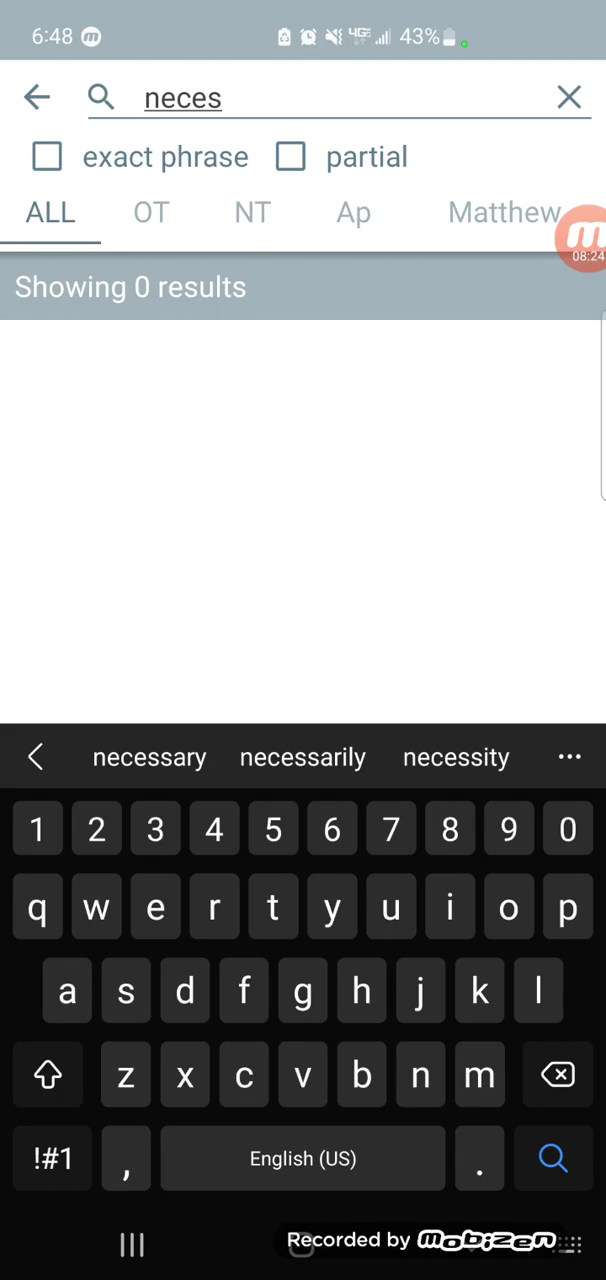 6:48 m 4GE 43%
neces
exact phrase partial
ALL OT NT Ap Matthew
m
08:24
Showing 0 results
necessary necessarily necessity ...
1 2 3 4 5 6 7 8 9 0
q w e r t y u i o p
a s d f g h j k l
z x c v b n m
!#1 , English (US) .
Recorded by mobizen